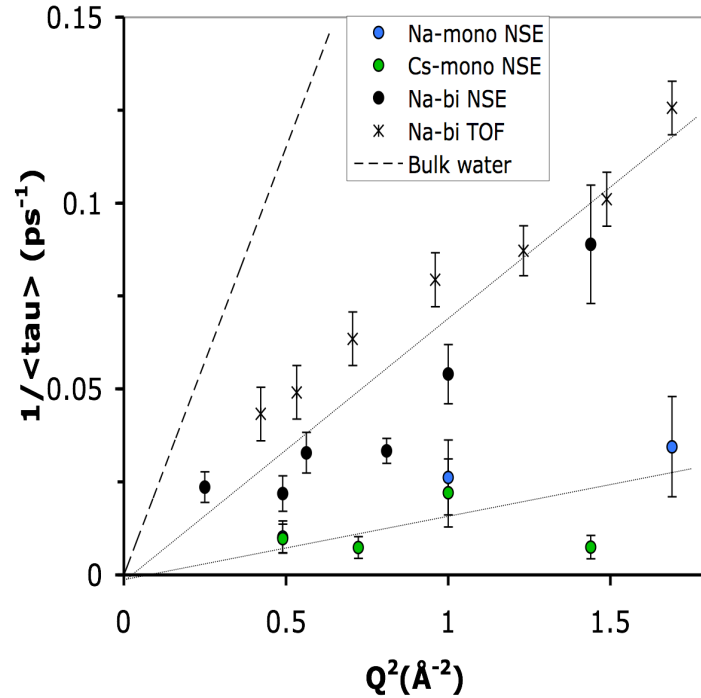 0.15
Na-mono NSE
Cs-mono NSE
Na-bi NSE
Na-bi TOF
Bulk water
0.1
0.05
0
1/<tau> (ps⁻¹)
0
0.5
1
1.5
Q²(Å⁻²)